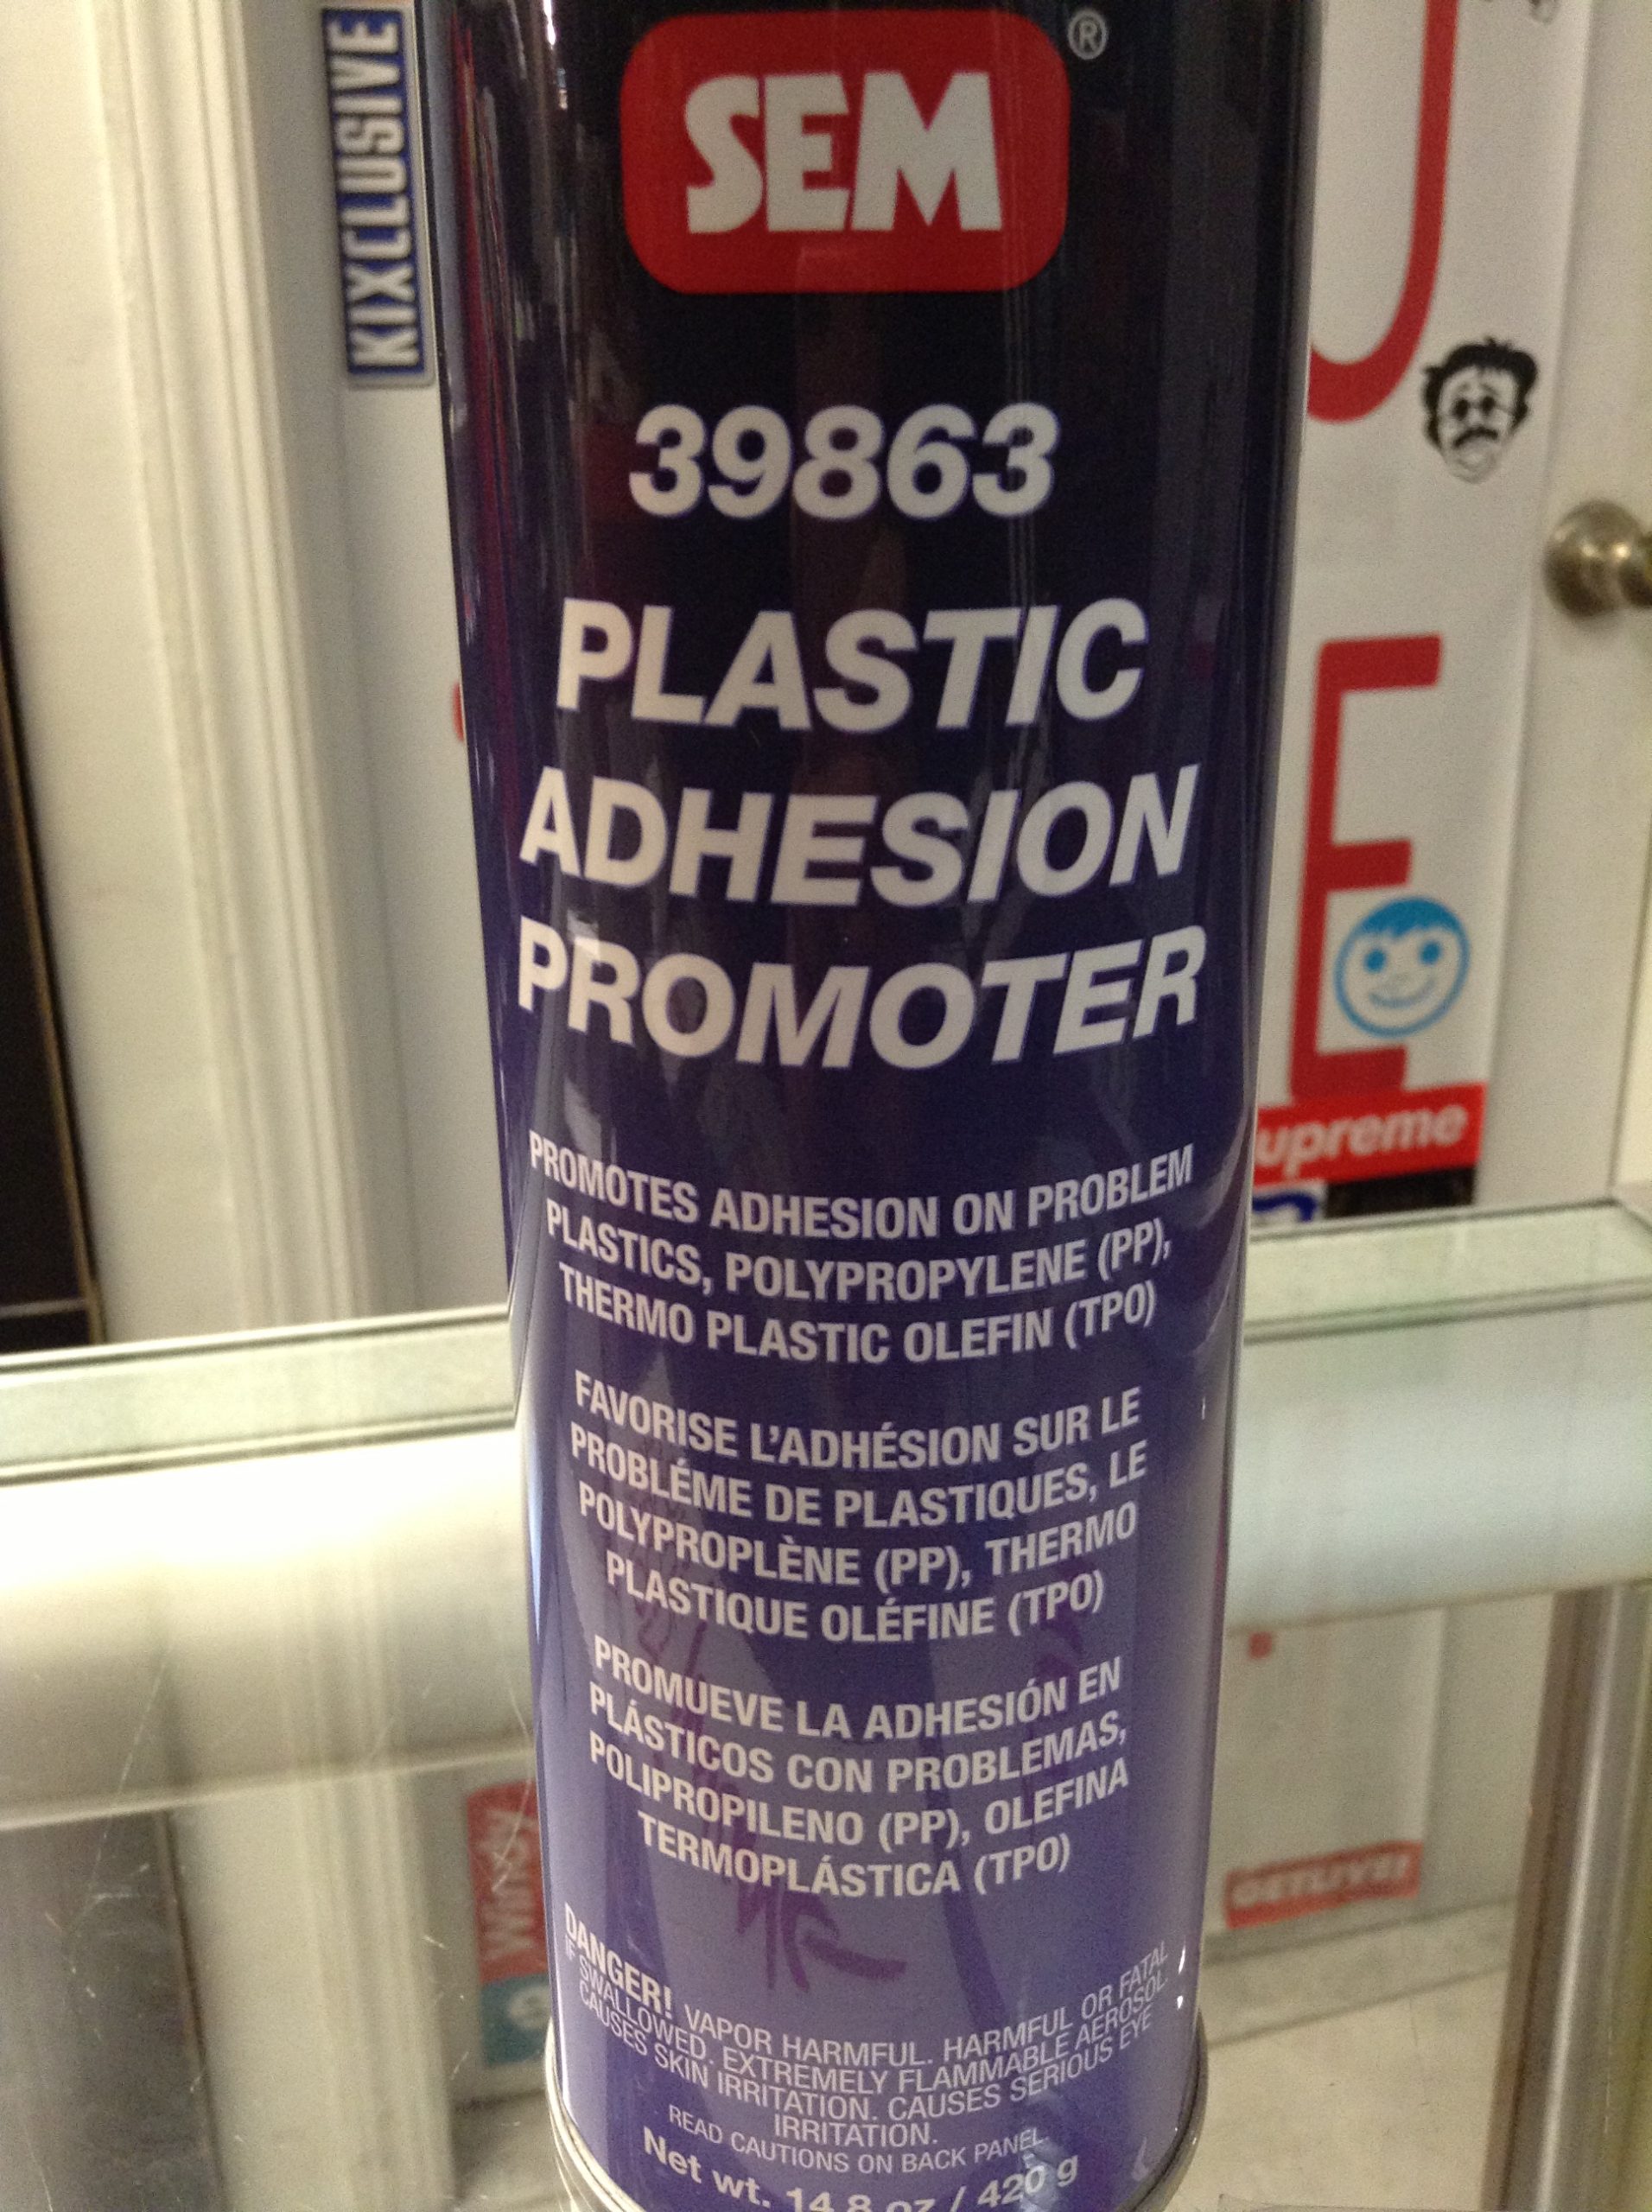 KIXCLUSIVE
SEM®
39863
PLASTIC
ADHESION
PROMOTER
PROMOTES ADHESION ON PROBLEM
PLASTICS, POLYPROPYLENE (PP),
THERMO PLASTIC OLEFIN (TPO)
FAVORISE L'ADHÉSION SUR LE
PROBLÉME DE PLASTIQUES, LE
POLYPROPLÈNE (PP), THERMO
PLASTIQUE OLÉFINE (TPO)
PROMUEVE LA ADHESIÓN EN
PLÁSTICOS CON PROBLEMAS,
POLIPROPILENO (PP), OLEFINA
TERMOPLÁSTICA (TPO)
DANGER! VAPOR HARMFUL. HARMFUL OR FATAL
IF SWALLOWED. EXTREMELY FLAMMABLE AEROSOL.
CAUSES SKIN IRRITATION. CAUSES SERIOUS EYE
IRRITATION.
READ CAUTIONS ON BACK PANEL.
Net wt. 14.8 oz / 420 g
E
upreme
Windy